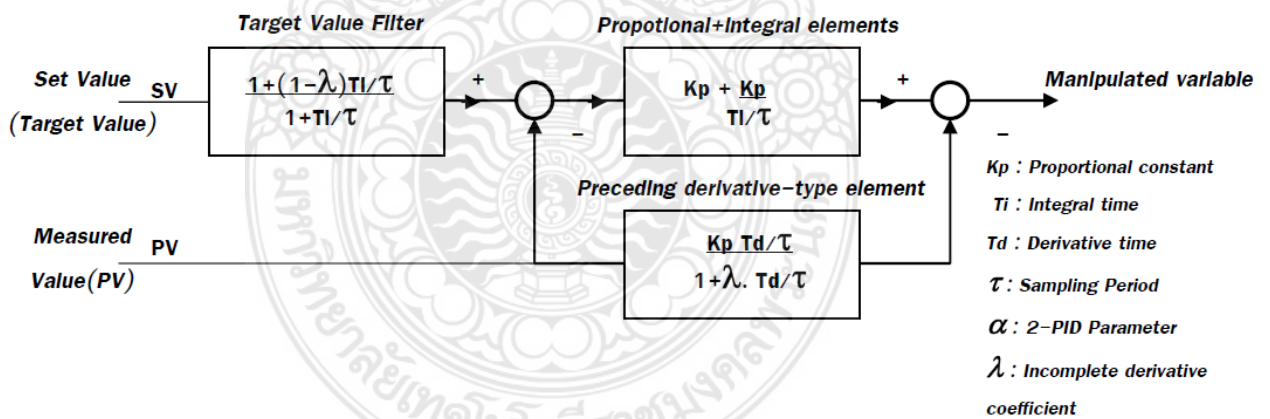 Target Value Filter
Propotional+Integral elements
Set Value
(Target Value)
SV
1+(1-λ)TI/τ
1+TI/τ
+
−
Kp + Kp
TI/τ
+
−
Manipulated variable
Preceding derivative-type element
Measured
Value(PV)
PV
Kp Td/τ
1+λ. Td/τ
Kp : Proportional constant
Ti : Integral time
Td : Derivative time
τ : Sampling Period
α : 2-PID Parameter
λ : Incomplete derivative
coefficient